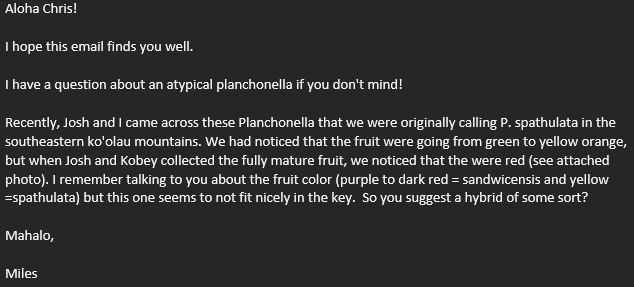 Aloha Chris!
I hope this email finds you well.
I have a question about an atypical planchonella if you don't mind!
Recently, Josh and I came across these Planchonella that we were originally calling P. spathulata in the
southeastern ko'olau mountains. We had noticed that the fruit were going from green to yellow orange,
but when Josh and Kobey collected the fully mature fruit, we noticed that the were red (see attached
photo). I remember talking to you about the fruit color (purple to dark red = sandwicensis and yellow
=spathulata) but this one seems to not fit nicely in the key.  So you suggest a hybrid of some sort?
Mahalo,
Miles